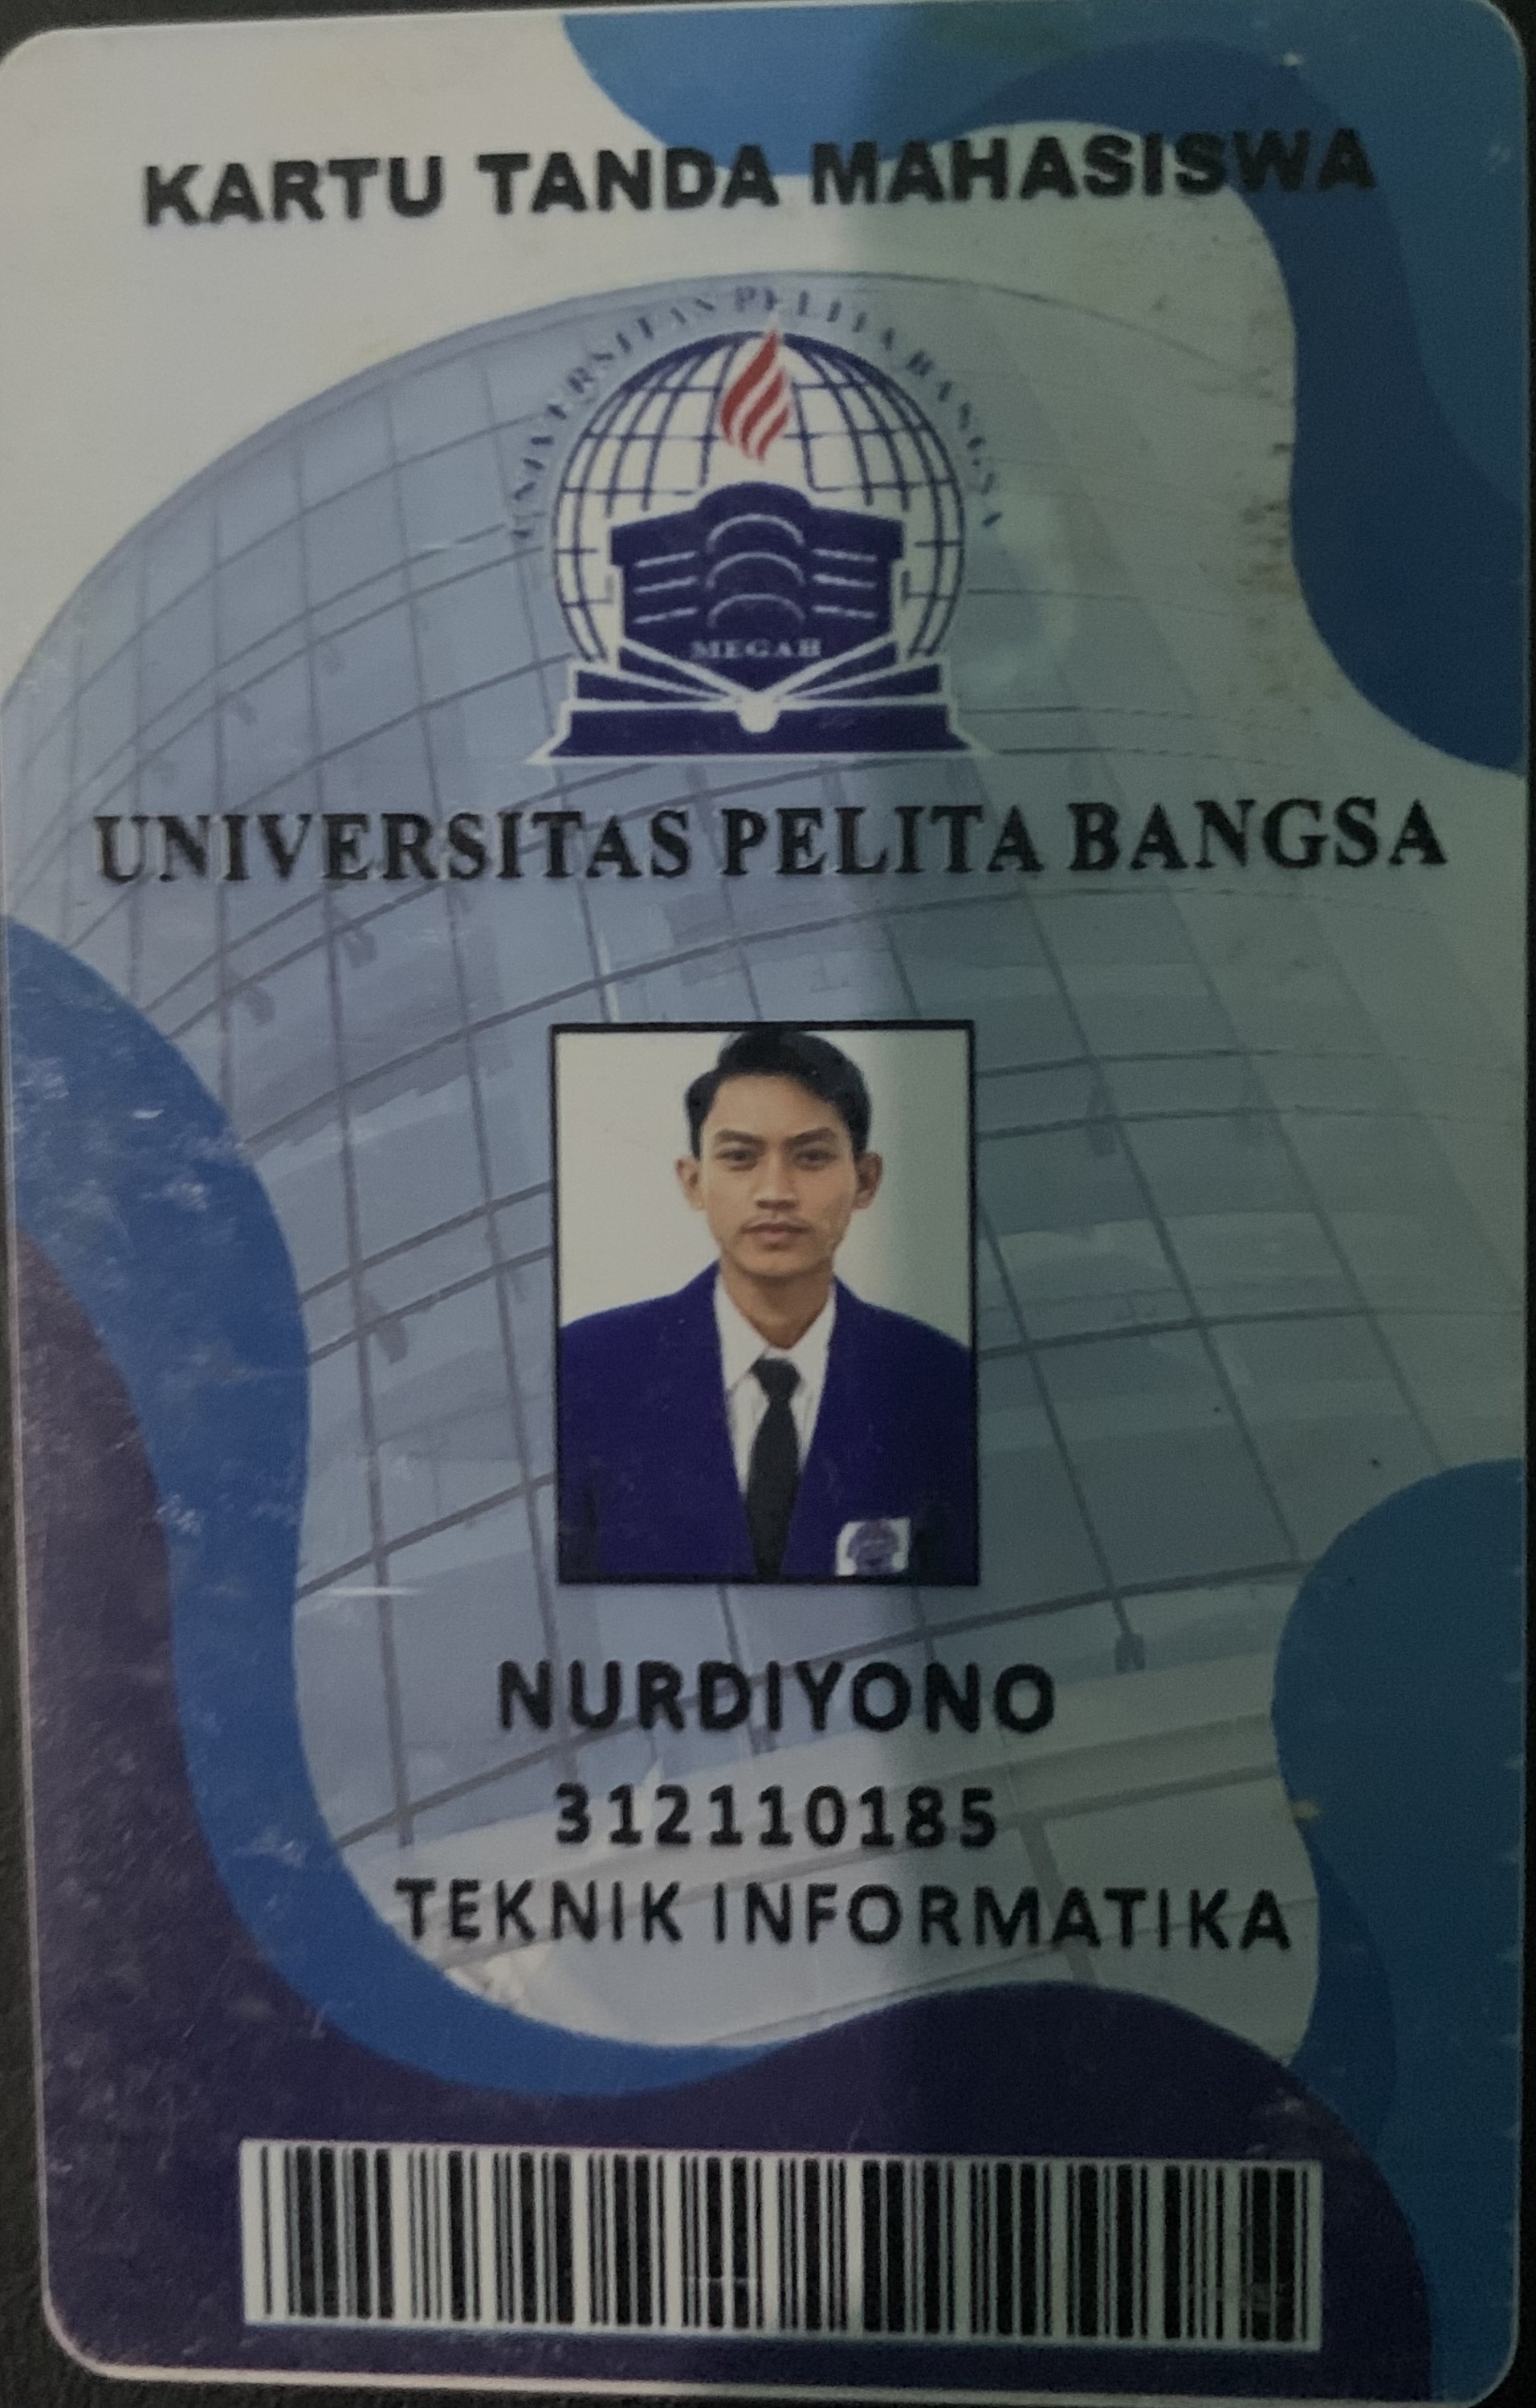 KARTU TANDA MAHASISWA
UNIVERSITAS PELITA BANGSA
MEGAH
UNIVERSITAS PELITA BANGSA
NURDIYONO
312110185
TEKNIK INFORMATIKA